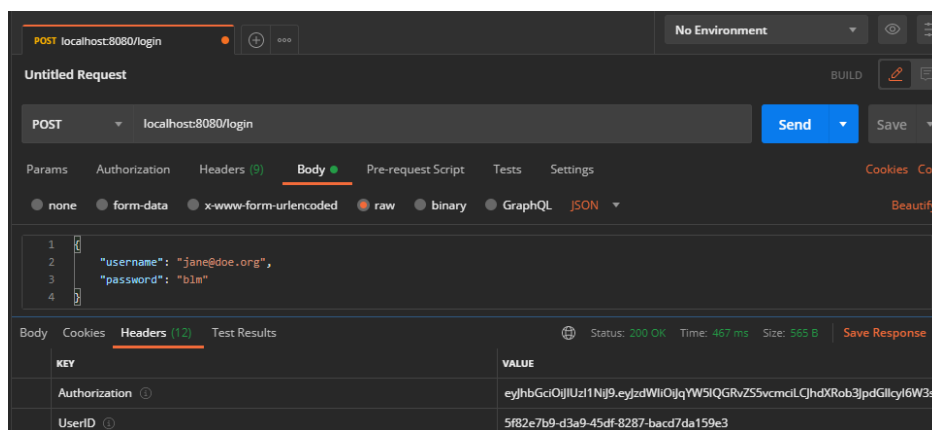 POST localhost:8080/login
No Environment
Untitled Request
BUILD
POST localhost:8080/login Send Save
Params Authorization Headers (9) Body Pre-request Script Tests Settings Cookies Co
none form-data x-www-form-urlencoded raw binary GraphQL JSON Beautify
1 {
2 "username": "jane@doe.org",
3 "password": "blm"
4 }
Body Cookies Headers (12) Test Results Status: 200 OK Time: 467 ms Size: 565 B Save Response
KEY VALUE
Authorization
UserID 5f82e7b9-d3a9-45df-8287-bacd7da159e3